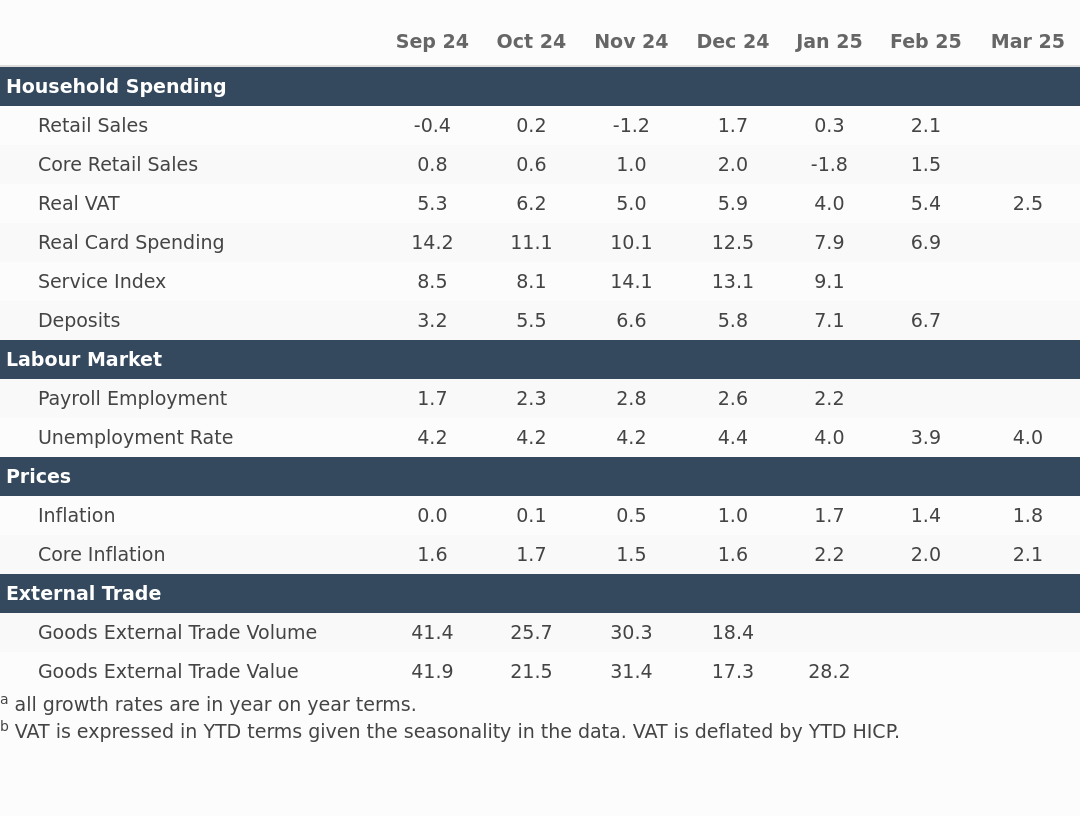 Sep 24 Oct 24 Nov 24 Dec 24 Jan 25 Feb 25 Mar 25
Household Spending
Retail Sales -0.4 0.2 -1.2 1.7 0.3 2.1
Core Retail Sales 0.8 0.6 1.0 2.0 -1.8 1.5
Real VAT 5.3 6.2 5.0 5.9 4.0 5.4 2.5
Real Card Spending 14.2 11.1 10.1 12.5 7.9 6.9
Service Index 8.5 8.1 14.1 13.1 9.1
Deposits 3.2 5.5 6.6 5.8 7.1 6.7
Labour Market
Payroll Employment 1.7 2.3 2.8 2.6 2.2
Unemployment Rate 4.2 4.2 4.2 4.4 4.0 3.9 4.0
Prices
Inflation 0.0 0.1 0.5 1.0 1.7 1.4 1.8
Core Inflation 1.6 1.7 1.5 1.6 2.2 2.0 2.1
External Trade
Goods External Trade Volume 41.4 25.7 30.3 18.4
Goods External Trade Value 41.9 21.5 31.4 17.3 28.2
a all growth rates are in year on year terms.
b VAT is expressed in YTD terms given the seasonality in the data. VAT is deflated by YTD HICP.